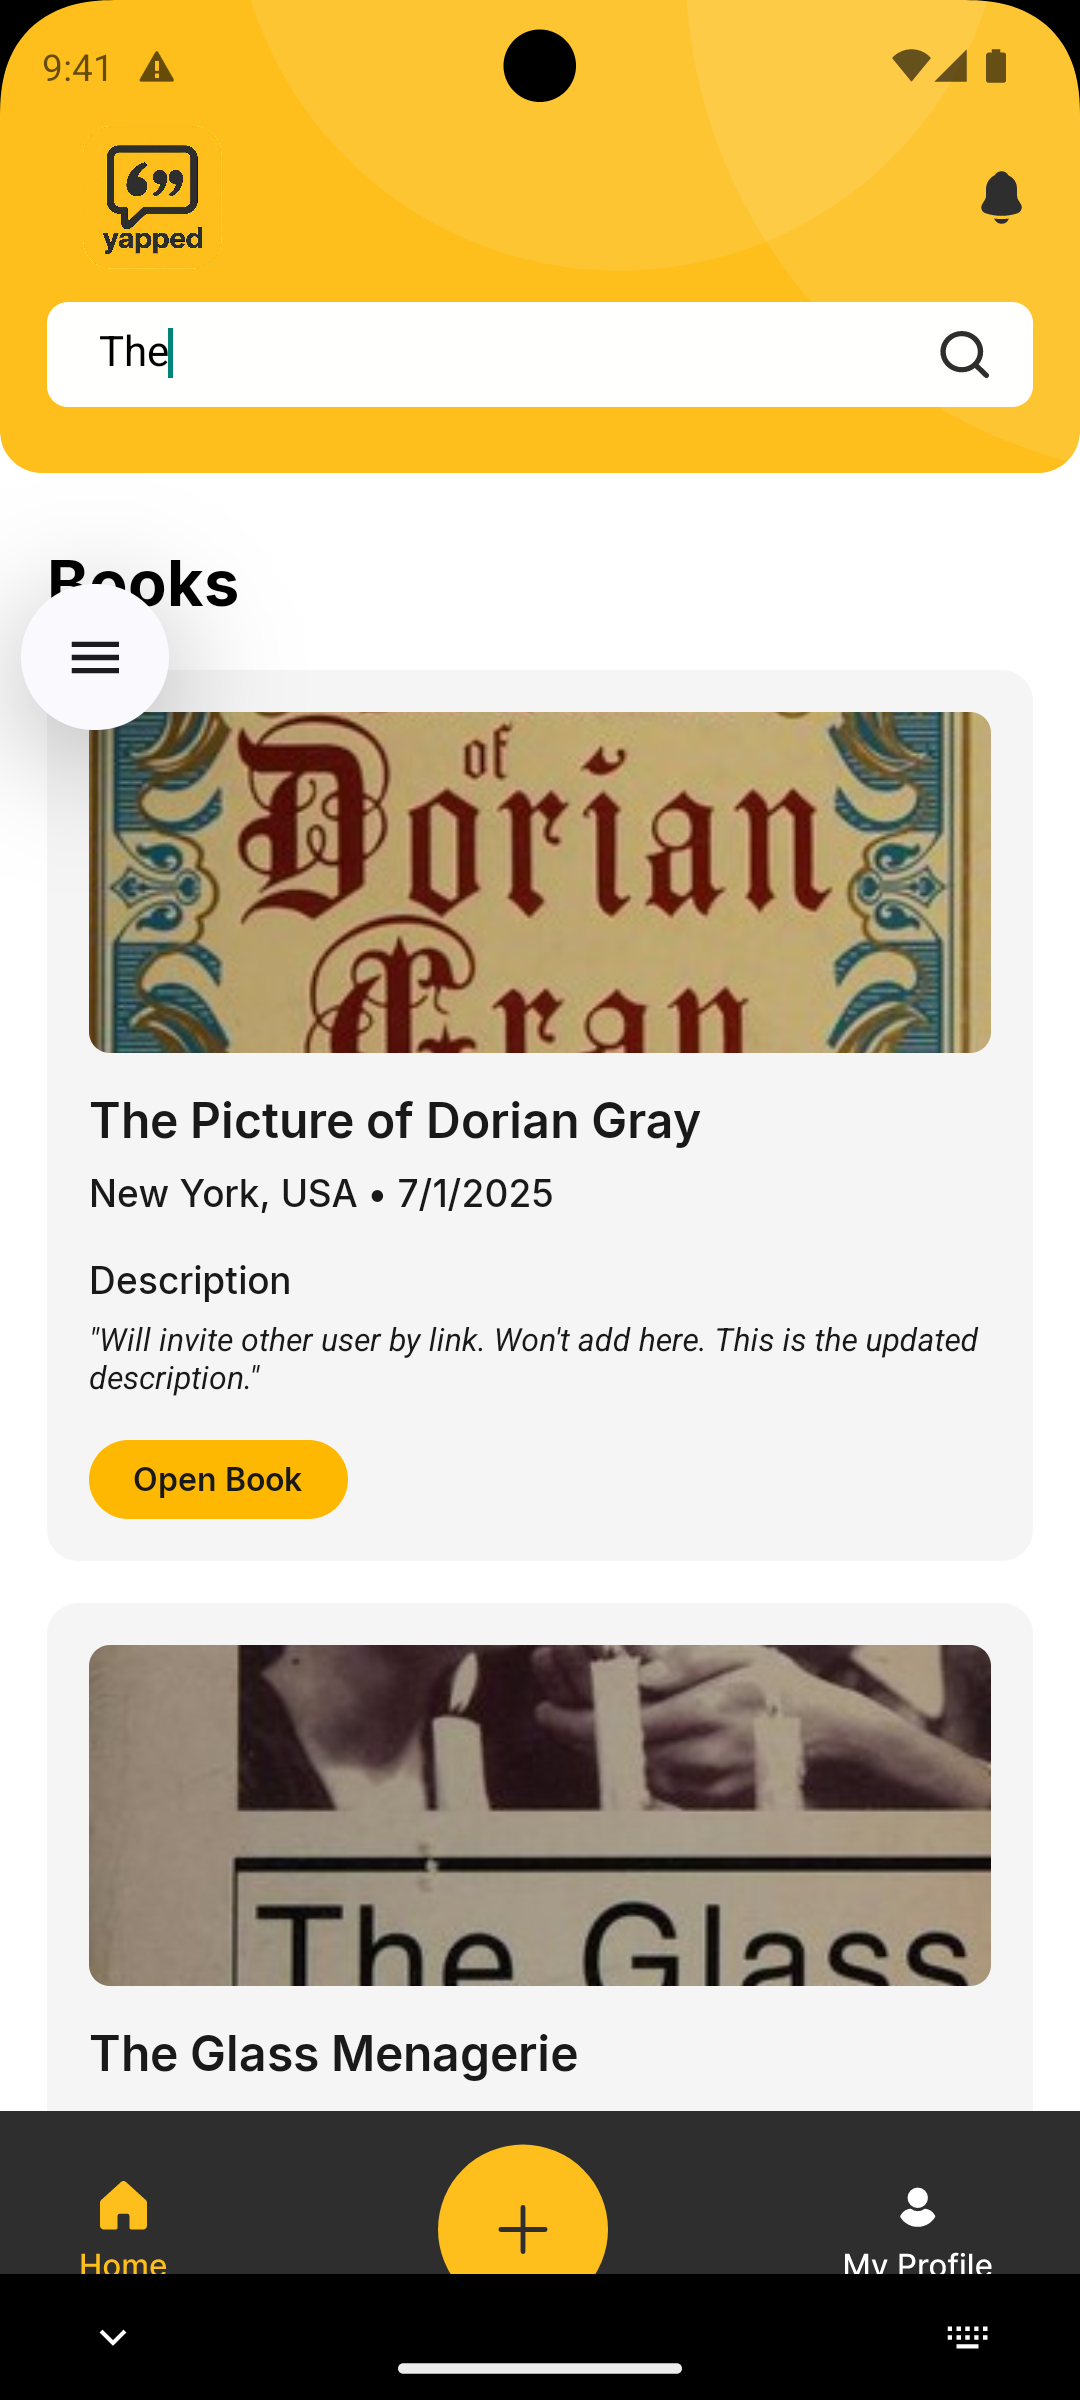 9:41
yapped
The
Books
of
Dorian
Gray
The Picture of Dorian Gray
New York, USA • 7/1/2025
Description
"Will invite other user by link. Won't add here. This is the updated
description."
Open Book
The Glass
The Glass Menagerie
Home
My Profile